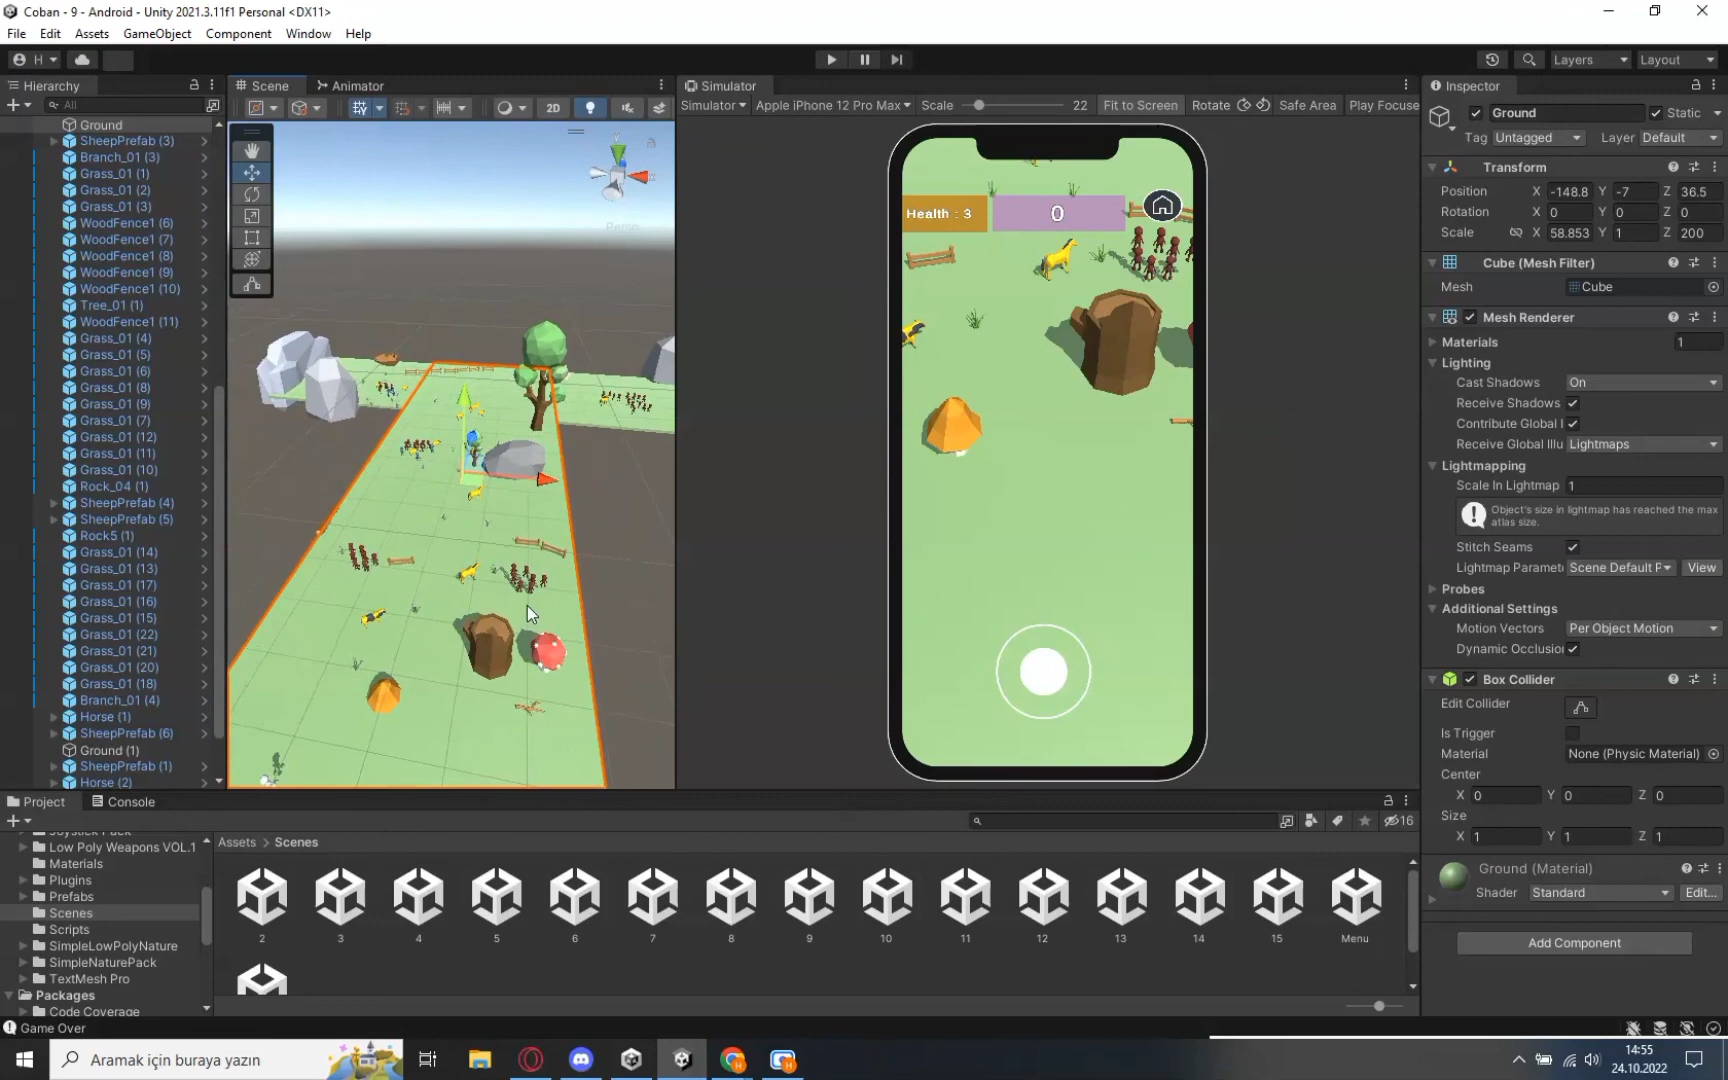 Coban - 9 - Android - Unity 2021.3.11f1 Personal <DX11>
File Edit Assets GameObject Component Window Help
H Layers Layout
Hierarchy
All
Ground
SheepPrefab (3)
Branch_01 (3)
Grass_01 (1)
Grass_01 (2)
Grass_01 (3)
WoodFence1 (6)
WoodFence1 (7)
WoodFence1 (8)
WoodFence1 (9)
WoodFence1 (10)
Tree_01 (1)
WoodFence1 (11)
Grass_01 (4)
Grass_01 (5)
Grass_01 (6)
Grass_01 (8)
Grass_01 (9)
Grass_01 (7)
Grass_01 (12)
Grass_01 (11)
Grass_01 (10)
Rock_04 (1)
SheepPrefab (4)
SheepPrefab (5)
Rock5 (1)
Grass_01 (14)
Grass_01 (13)
Grass_01 (17)
Grass_01 (16)
Grass_01 (15)
Grass_01 (22)
Grass_01 (21)
Grass_01 (20)
Grass_01 (18)
Branch_01 (4)
Horse (1)
SheepPrefab (6)
Ground (1)
SheepPrefab (1)
Horse (2)
Scene Animator
2D
Persp
Simulator
Simulator Apple iPhone 12 Pro Max Scale 22 Fit to Screen Rotate Safe Area Play Focuse
Health : 3 0
Inspector
Ground Static
Tag Untagged Layer Default
Transform
Position X -148.8 Y -7 Z 36.5
Rotation X 0 Y 0 Z 0
Scale X 58.853 Y 1 Z 200
Cube (Mesh Filter)
Mesh Cube
Mesh Renderer
Materials 1
Lighting
Cast Shadows On
Receive Shadows
Contribute Global I
Receive Global Illu Lightmaps
Lightmapping
Scale In Lightmap 1
Object's size in lightmap has reached the max
atlas size.
Stitch Seams
Lightmap Paramet Scene Default P View
Probes
Additional Settings
Motion Vectors Per Object Motion
Dynamic Occlusion
Box Collider
Edit Collider
Is Trigger
Material None (Physic Material)
Center
X 0 Y 0 Z 0
Size
X 1 Y 1 Z 1
Ground (Material)
Shader Standard Edit...
Add Component
Project Console
16
Joystick Pack
Low Poly Weapons VOL.1
Materials
Plugins
Prefabs
Scenes
Scripts
SimpleLowPolyNature
SimpleNaturePack
TextMesh Pro
Packages
Code Coverage
Assets > Scenes
2 3 4 5 6 7 8 9 10 11 12 13 14 15 Menu
Game Over
Aramak için buraya yazın
14:55
24.10.2022